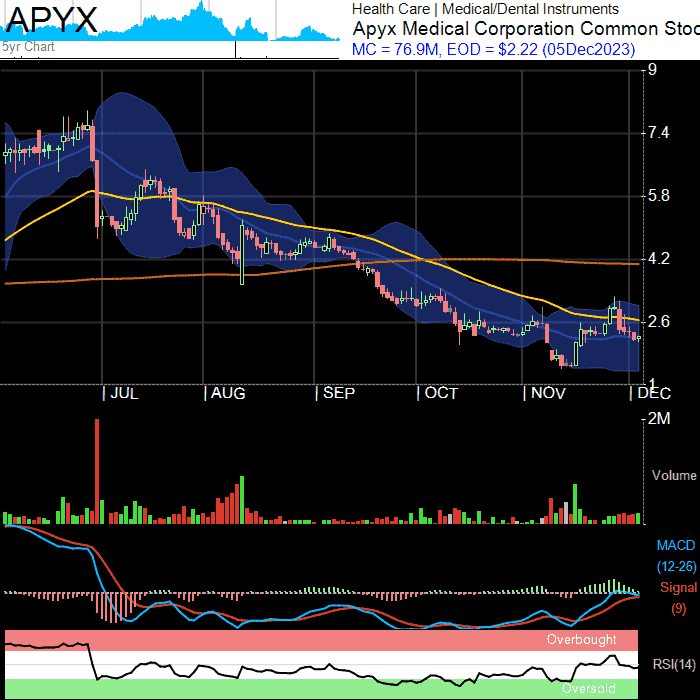 APYX
5yr Chart
Health Care | Medical/Dental Instruments
Apyx Medical Corporation Common Stoc
MC = 76.9M, EOD = $2.22 (05Dec2023)
9
7.4
5.8
4.2
2.6
1
JUL
AUG
SEP
OCT
NOV
DEC
2M
Volume
MACD
(12-26)
Signal
(9)
Overbought
RSI(14)
Oversold